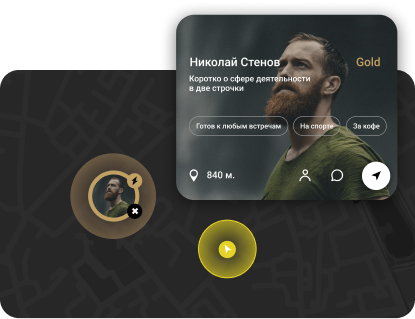 Николай Стенов
Gold
Коротко о сфере деятельности
в две строчки
Готов к любым встречам
На спорте
За кофе
840 м.